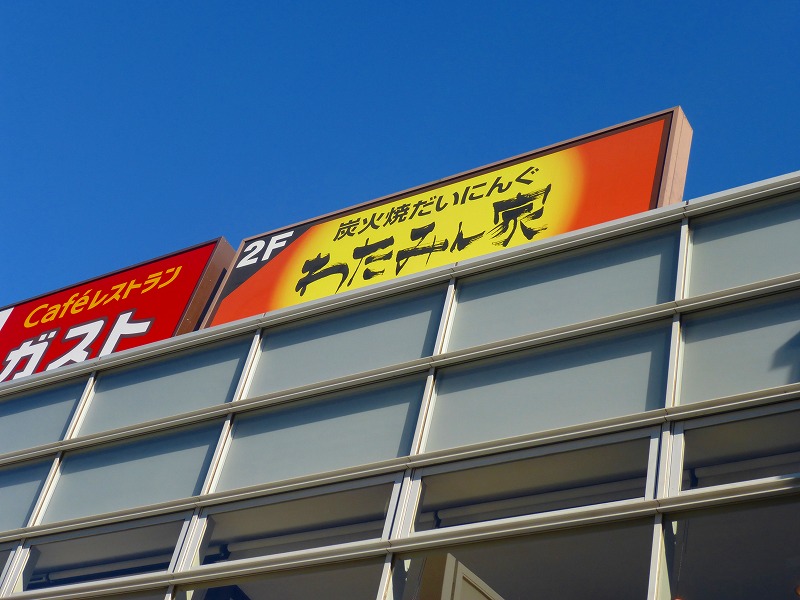 Caféレストラン
ガスト
2F
炭火焼だいにんぐ
わたみん家